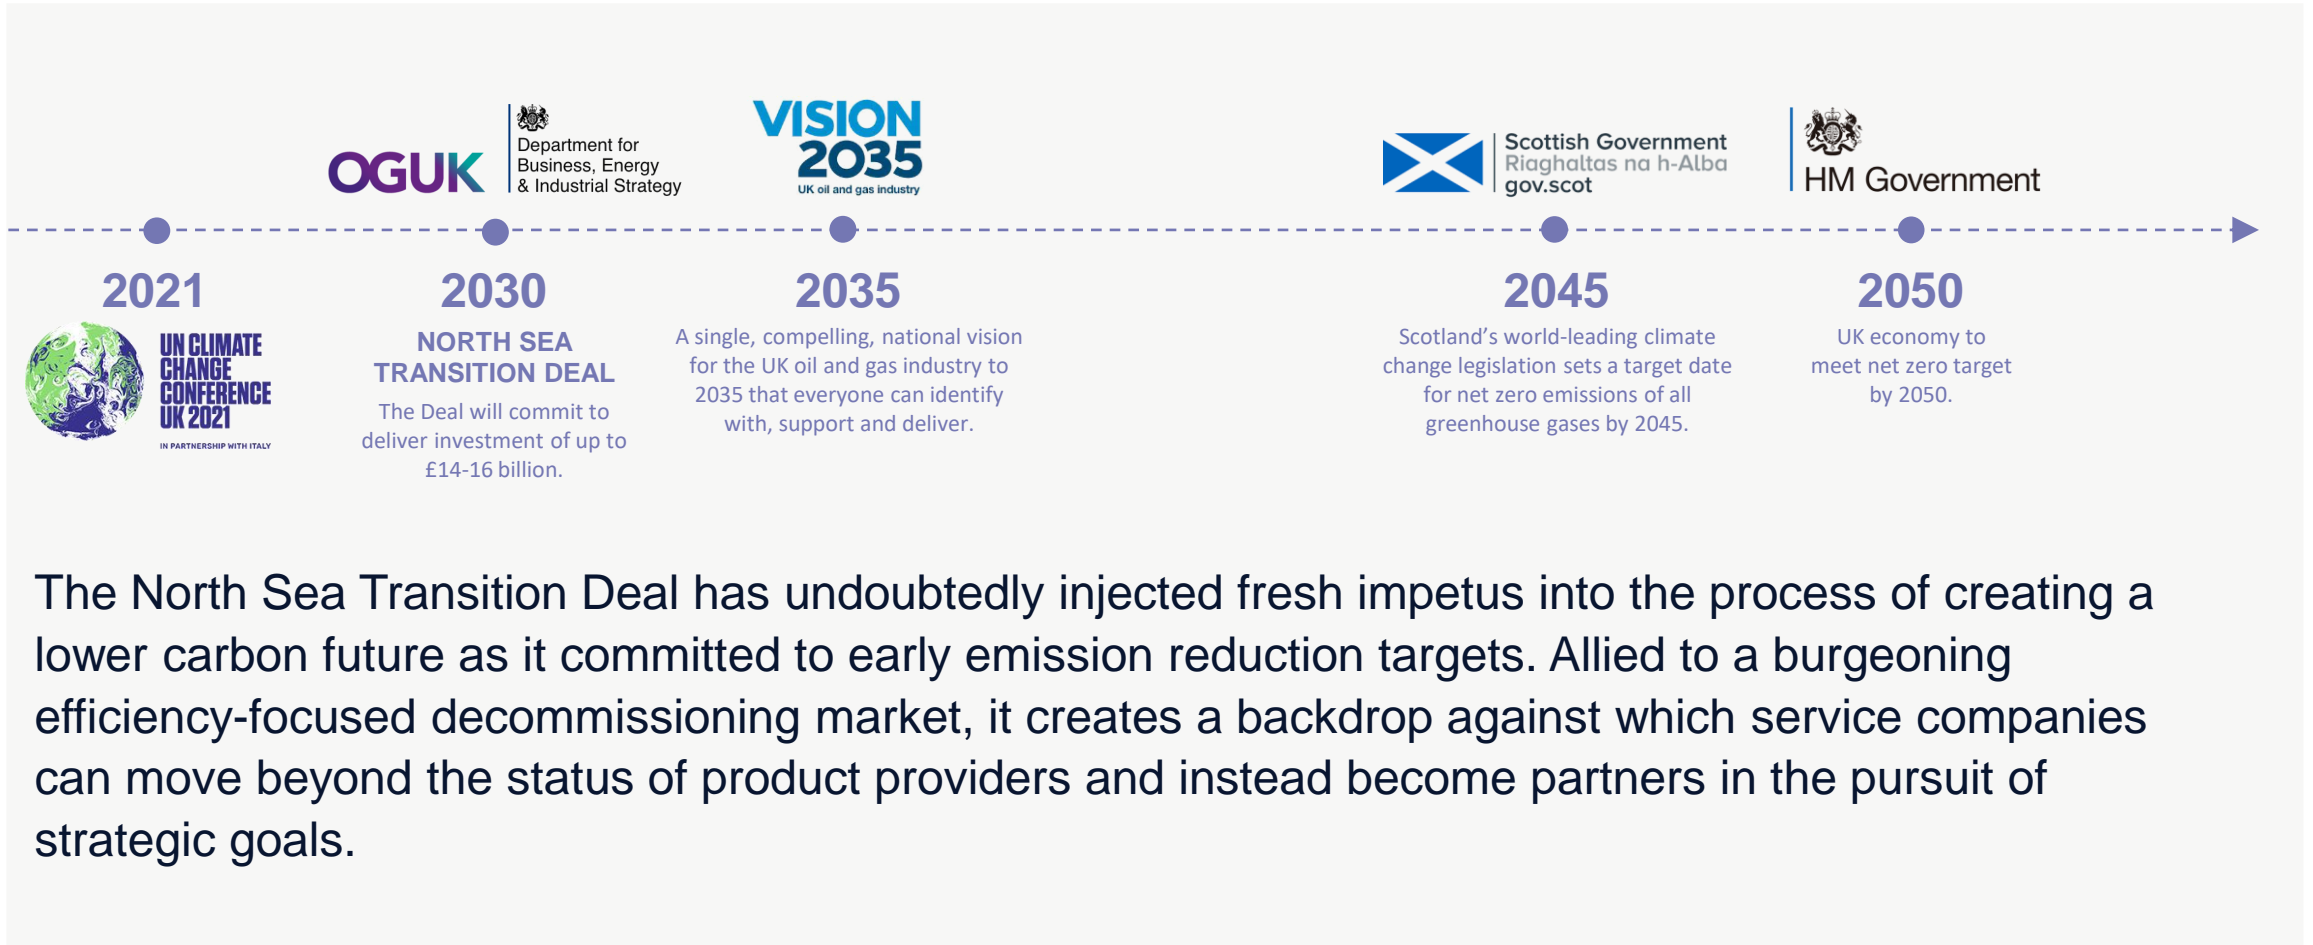 OGUK
Department for
Business, Energy
& Industrial Strategy
VISION
2035
UK oil and gas industry
Scottish Government
Riaghaltas na h-Alba
gov.scot
HM Government
2021
UN CLIMATE
CHANGE
CONFERENCE
UK 2021
IN PARTNERSHIP WITH ITALY
2030
NORTH SEA
TRANSITION DEAL
The Deal will commit to
deliver investment of up to
£14-16 billion.
2035
A single, compelling, national vision
for the UK oil and gas industry to
2035 that everyone can identify
with, support and deliver.
2045
Scotland’s world-leading climate
change legislation sets a target date
for net zero emissions of all
greenhouse gases by 2045.
2050
UK economy to
meet net zero target
by 2050.
The North Sea Transition Deal has undoubtedly injected fresh impetus into the process of creating a
lower carbon future as it committed to early emission reduction targets. Allied to a burgeoning
efficiency-focused decommissioning market, it creates a backdrop against which service companies
can move beyond the status of product providers and instead become partners in the pursuit of
strategic goals.